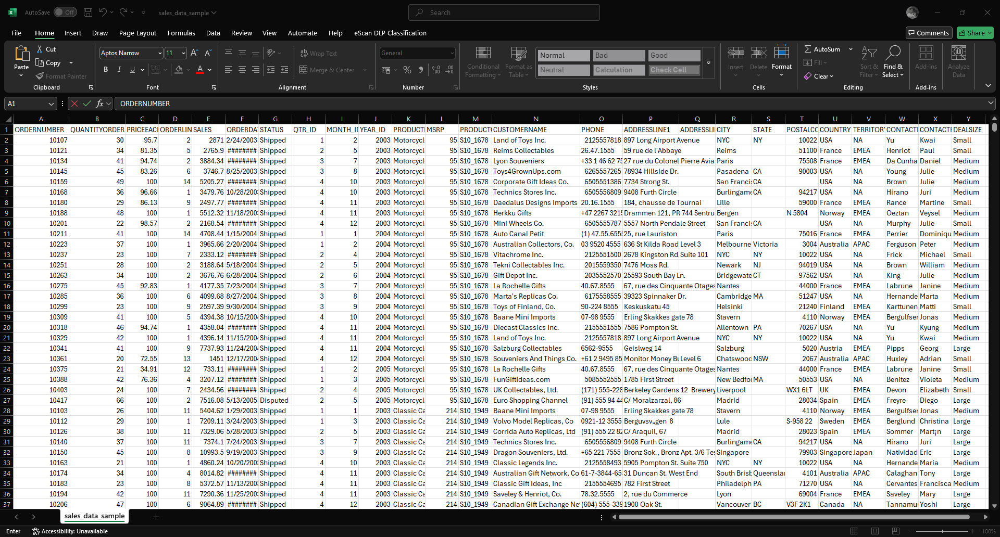 AutoSave Off sales_data_sample Search
File Home Insert Draw Page Layout Formulas Data Review View Automate Help eScan DLP Classification Comments Share
Paste Cut Copy Format Painter Clipboard
Aptos Narrow 11 B I U A Font
Wrap Text Merge & Center Alignment
General % Number
Conditional Formatting Format as Table Normal Bad Good Neutral Calculation Check Cell Styles
Insert Delete Format Cells
AutoSum Fill Clear Sort & Filter Find & Select Editing
Add-ins Add-ins Analyze Data
A1 fx ORDERNUMBER
A B C D E F G H I J K L M N O P Q R S T U V W X Y
1 ORDERNUMBER QUANTITYORDER PRICEEACH ORDERLIN SALES ORDERDAT STATUS QTR_ID MONTH_ID YEAR_ID PRODUCTI MSRP PRODUCTC CUSTOMERNAME PHONE ADDRESSLINE1 ADDRESSLI CITY STATE POSTALCO COUNTRY TERRITORY CONTACTL CONTACTF DEALSIZE
2 10107 30 95.7 2 2871 2/24/2003 Shipped 1 2 2003 Motorcycl 95 S10_1678 Land of Toys Inc. 2125557818 897 Long Airport Avenue NYC NY 10022 USA NA Yu Kwai Small
3 10121 34 81.35 5 2765.9 ######## Shipped 2 5 2003 Motorcycl 95 S10_1678 Reims Collectables 26.47.1555 59 rue de l'Abbaye Reims 51100 France EMEA Henriot Paul Small
4 10134 41 94.74 2 3884.34 ######## Shipped 3 7 2003 Motorcycl 95 S10_1678 Lyon Souveniers +33 1 46 62 75 27 rue du Colonel Pierre Avia Paris 75508 France EMEA Da Cunha Daniel Medium
5 10145 45 83.26 6 3746.7 8/25/2003 Shipped 3 8 2003 Motorcycl 95 S10_1678 Toys4GrownUps.com 6265557265 78934 Hillside Dr. Pasadena CA 90003 USA NA Young Julie Medium
6 10159 49 100 14 5205.27 ######## Shipped 4 10 2003 Motorcycl 95 S10_1678 Corporate Gift Ideas Co. 6505551386 7734 Strong St. San Franci CA USA NA Brown Julie Medium
7 10168 36 96.66 1 3479.76 10/28/200 Shipped 4 10 2003 Motorcycl 95 S10_1678 Technics Stores Inc. 6505556809 9408 Furth Circle Burlingame CA 94217 USA NA Hirano Juri Medium
8 10180 29 86.13 9 2497.77 ######## Shipped 4 11 2003 Motorcycl 95 S10_1678 Daedalus Designs Imports 20.16.1555 184, chausse de Tournai Lille 59000 France EMEA Rance Martine Small
9 10188 48 100 1 5512.32 11/18/200 Shipped 4 11 2003 Motorcycl 95 S10_1678 Herkku Gifts +47 2267 3215 Drammen 121, PR 744 Sentru Bergen N 5804 Norway EMEA Oeztan Veysel Medium
10 10201 22 98.57 2 2168.54 ######## Shipped 4 12 2003 Motorcycl 95 S10_1678 Mini Wheels Co. 6505555787 5557 North Pendale Street San Franci CA USA NA Murphy Julie Small
11 10211 41 100 14 4708.44 1/15/2004 Shipped 1 1 2004 Motorcycl 95 S10_1678 Auto Canal Petit (1) 47.55.6555 25, rue Lauriston Paris 75016 France EMEA Perrier Dominiqu Medium
12 10223 37 100 1 3965.66 2/20/2004 Shipped 1 2 2004 Motorcycl 95 S10_1678 Australian Collectors, Co. 03 9520 4555 636 St Kilda Road Level 3 Melbourne Victoria 3004 Australia APAC Ferguson Peter Medium
13 10237 23 100 7 2333.12 ######## Shipped 2 4 2004 Motorcycl 95 S10_1678 Vitachrome Inc. 2125551500 2678 Kingston Rd. Suite 101 NYC NY 10022 USA NA Frick Michael Small
14 10251 28 100 2 3188.64 5/18/2004 Shipped 2 5 2004 Motorcycl 95 S10_1678 Tekni Collectables Inc. 2015559350 7476 Moss Rd. Newark NJ 94019 USA NA Brown William Medium
15 10263 34 100 2 3676.76 6/28/2004 Shipped 2 6 2004 Motorcycl 95 S10_1678 Gift Depot Inc. 2035552570 25593 South Bay Ln. Bridgewate CT 97562 USA NA King Julie Medium
16 10275 45 92.83 1 4177.35 7/23/2004 Shipped 3 7 2004 Motorcycl 95 S10_1678 La Rochelle Gifts 40.67.8555 67, rue des Cinquante Otages Nantes 44000 France EMEA Labrune Janine Medium
17 10285 36 100 6 4099.68 8/27/2004 Shipped 3 8 2004 Motorcycl 95 S10_1678 Marta's Replicas Co. 6175558555 39323 Spinnaker Dr. Cambridge MA 51247 USA NA Hernande Marta Medium
18 10299 23 100 9 2597.39 9/30/2004 Shipped 3 9 2004 Motorcycl 95 S10_1678 Toys of Finland, Co. 90-224 8555 Keskuskatu 45 Helsinki 21240 Finland EMEA Karttunen Matti Small
19 10309 41 100 5 4394.38 10/15/2004 Shipped 4 10 2004 Motorcycl 95 S10_1678 Baane Mini Imports 07-98 9555 Erling Skakkes gate 78 Stavern 4110 Norway EMEA Bergulfser Jonas Medium
20 10318 46 94.74 1 4358.04 ######## Shipped 4 11 2004 Motorcycl 95 S10_1678 Diecast Classics Inc. 2155551555 7586 Pompton St. Allentown PA 70267 USA NA Yu Kyung Medium
21 10329 42 100 1 4396.14 11/15/2004 Shipped 4 11 2004 Motorcycl 95 S10_1678 Land of Toys Inc. 2125557818 897 Long Airport Avenue NYC NY 10022 USA NA Yu Kwai Medium
22 10341 41 100 9 7737.93 11/24/2004 Shipped 4 11 2004 Motorcycl 95 S10_1678 Salzburg Collectables 6562-9555 Geislweg 14 Salzburg 5020 Austria EMEA Pipps Georg Large
23 10361 20 72.55 13 1451 12/17/2004 Shipped 4 12 2004 Motorcycl 95 S10_1678 Souveniers And Things Co. +61 2 9495 85 Monitor Money Bu Level 6 Chatswood NSW 2067 Australia APAC Huxley Adrian Small
24 10375 21 34.91 12 733.11 ######## Shipped 1 2 2005 Motorcycl 95 S10_1678 La Rochelle Gifts 40.67.8555 67, rue des Cinquante Otages Nantes 44000 France EMEA Labrune Janine Small
25 10388 42 76.36 4 3207.12 ######## Shipped 1 3 2005 Motorcycl 95 S10_1678 FunGiftIdeas.com 5085552555 1785 First Street New Bedfo MA 50553 USA NA Benitez Violeta Medium
26 10403 24 100 7 2434.56 ######## Shipped 2 4 2005 Motorcycl 95 S10_1678 UK Collectables, Ltd. (171) 555-228 Berkeley Gardens 12 Brewery Liverpool WX1 6LT UK EMEA Devon Elizabeth Small
27 10417 66 100 2 7516.08 5/13/2005 Disputed 2 5 2005 Motorcycl 95 S10_1678 Euro Shopping Channel (91) 555 94 44 C/ Moralzarzal, 86 Madrid 28034 Spain EMEA Freyre Diego Large
28 10103 26 100 11 5404.62 1/29/2003 Shipped 1 1 2003 Classic Ca 214 S10_1949 Baane Mini Imports 07-98 9555 Erling Skakkes gate 78 Stavern 4110 Norway EMEA Bergulfser Jonas Medium
29 10112 29 100 1 7209.11 3/24/2003 Shipped 1 3 2003 Classic Ca 214 S10_1949 Volvo Model Replicas, Co 0921-12 3555 Berguvsv„gen 8 Lule S-958 22 Sweden EMEA Berglund Christina Large
30 10126 38 100 11 7329.06 5/28/2003 Shipped 2 5 2003 Classic Ca 214 S10_1949 Corrida Auto Replicas, Ltd (91) 555 22 82 C/ Araquil, 67 Madrid 28023 Spain EMEA Sommer Mart¡n Large
31 10140 37 100 11 7374.1 7/24/2003 Shipped 3 7 2003 Classic Ca 214 S10_1949 Technics Stores Inc. 6505556809 9408 Furth Circle Burlingame CA 94217 USA NA Hirano Juri Large
32 10150 45 100 8 10993.5 9/19/2003 Shipped 3 9 2003 Classic Ca 214 S10_1949 Dragon Souveniers, Ltd. +65 221 7555 Bronz Sok., Bronz Apt. 3/6 Tes Singapore 79903 Singapore Japan Natividad Eric Large
33 10163 21 100 1 4860.24 10/20/200 Shipped 4 10 2003 Classic Ca 214 S10_1949 Classic Legends Inc. 2125558493 5905 Pompton St. Suite 750 NYC NY 10022 USA NA Hernande Maria Medium
34 10174 34 100 4 8014.82 ######## Shipped 4 11 2003 Classic Ca 214 S10_1949 Australian Gift Network, Co 61-7-3844-65 31 Duncan St. West End South Brisb Queenslan 4101 Australia APAC Calaghan Tony Large
35 10183 23 100 8 5372.57 11/13/200 Shipped 4 11 2003 Classic Ca 214 S10_1949 Classic Gift Ideas, Inc 2155554695 782 First Street Philadelph PA 71270 USA NA Cervantes Francisca Medium
36 10194 42 100 11 7290.36 11/25/200 Shipped 4 11 2003 Classic Ca 214 S10_1949 Saveley & Henriot, Co. 78.32.5555 2, rue du Commerce Lyon 69004 France EMEA Saveley Mary Large
37 10206 47 100 6 9064.89 ######## Shipped 4 12 2003 Classic Ca 214 S10_1949 Canadian Gift Exchange Ne (604) 555-339 1900 Oak St. Vancouver BC V3F 2K1 Canada NA Tannamu Yoshi Large
sales_data_sample
Enter Accessibility: Unavailable 100%